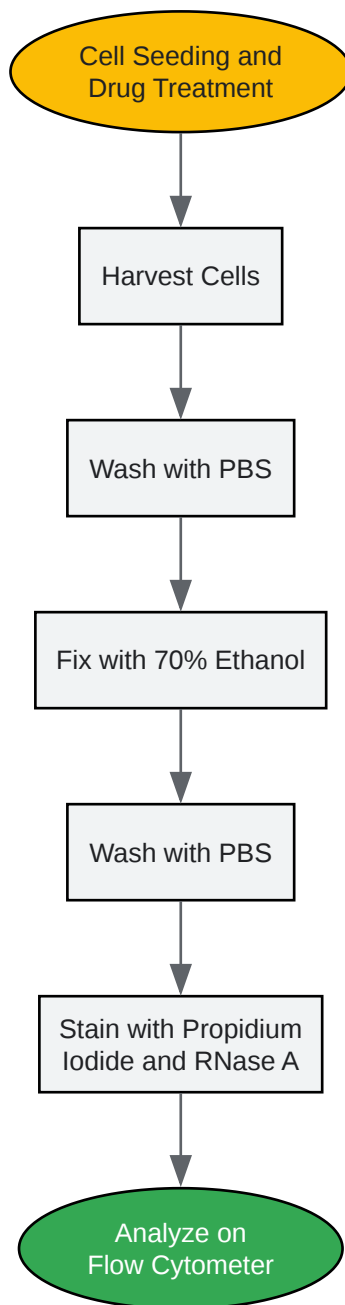 Cell Seeding and
Drug Treatment
Harvest Cells
Wash with PBS
Fix with 70% Ethanol
Wash with PBS
Stain with Propidium
Iodide and RNase A
Analyze on
Flow Cytometer